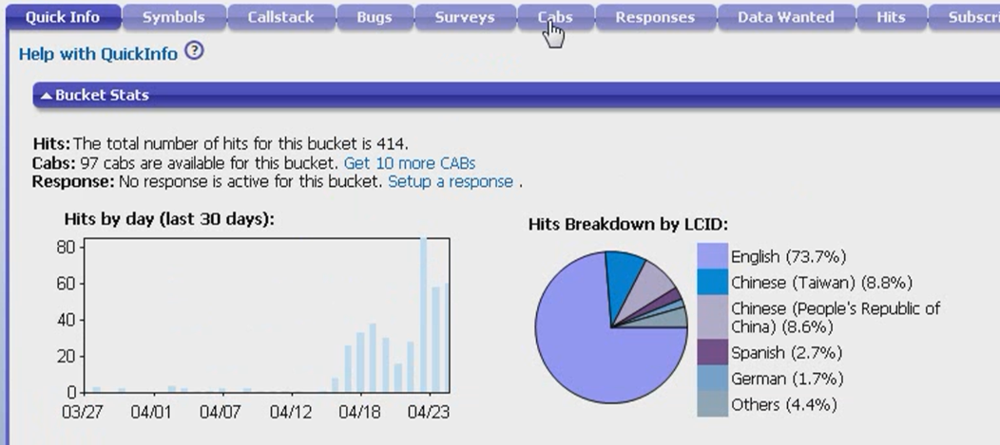 Quick Info Symbols Callstack Bugs Surveys Cabs Responses Data Wanted Hits
Help with QuickInfo ?
Bucket Stats
Hits: The total number of hits for this bucket is 414.
Cabs: 97 cabs are available for this bucket. Get 10 more CABs
Response: No response is active for this bucket. Setup a response .
Hits by day (last 30 days):
80
60
40
20
0
03/27 04/01 04/07 04/12 04/18 04/23
Hits Breakdown by LCID:
English (73.7%)
Chinese (Taiwan) (8.8%)
Chinese (People's Republic of
China) (8.6%)
Spanish (2.7%)
German (1.7%)
Others (4.4%)